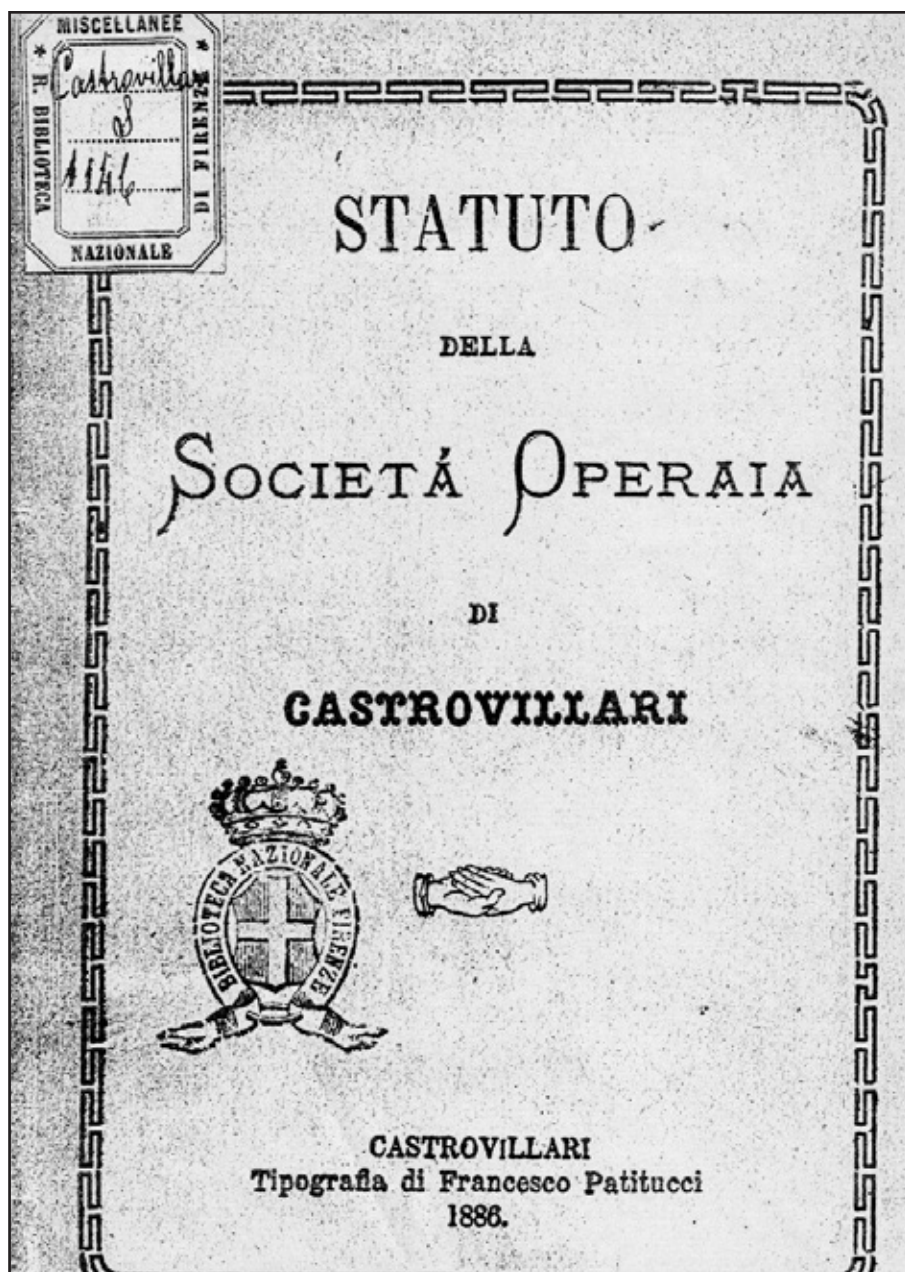 MISCELLANEE
R. BIBLIOTECA
DI FIRENZE
NAZIONALE
Castrovillari
S
STATUTO
DELLA
SOCIETÁ OPERAIA
DI
CASTROVILLARI
BIBLIOTECA NAZIONALE FIRENZE
CASTROVILLARI
Tipografia di Francesco Patitucci
1886.